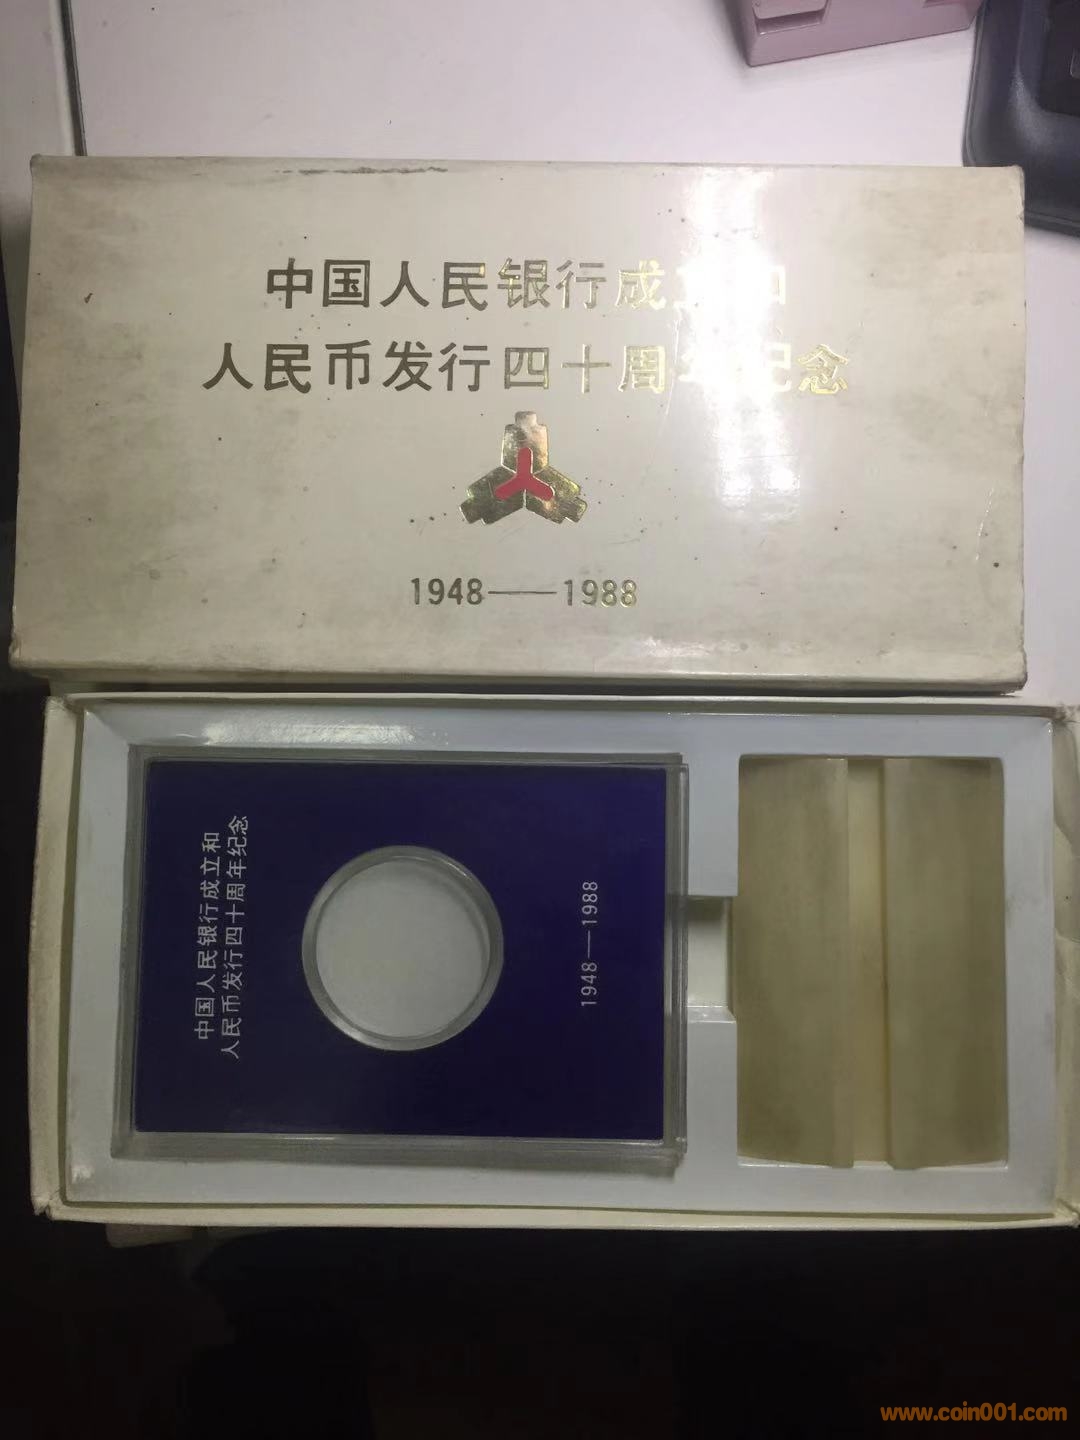 中国人民银行成立和
人民币发行四十周年纪念
1948——1988
中国人民银行成立和
人民币发行四十周年纪念
1948—1988
www.coin001.com